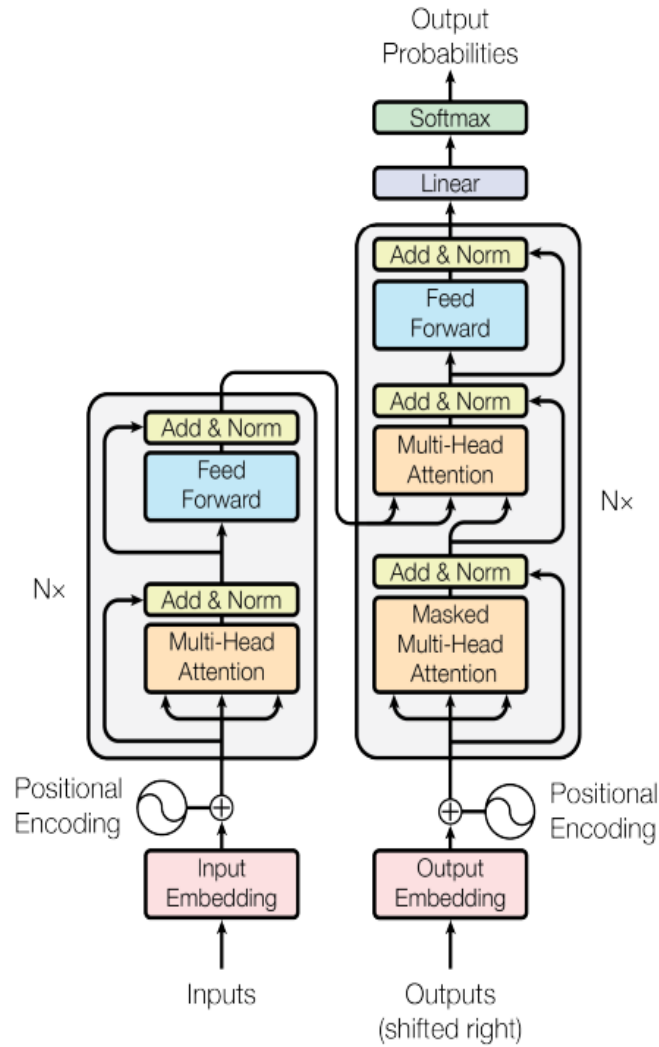 Output
Probabilities
Softmax
Linear
Add & Norm
Feed
Forward
Add & Norm
Multi-Head
Attention
Add & Norm
Masked
Multi-Head
Attention
Nx
Add & Norm
Feed
Forward
Add & Norm
Multi-Head
Attention
Nx
Positional
Encoding
Positional
Encoding
Input
Embedding
Output
Embedding
Inputs
Outputs
(shifted right)